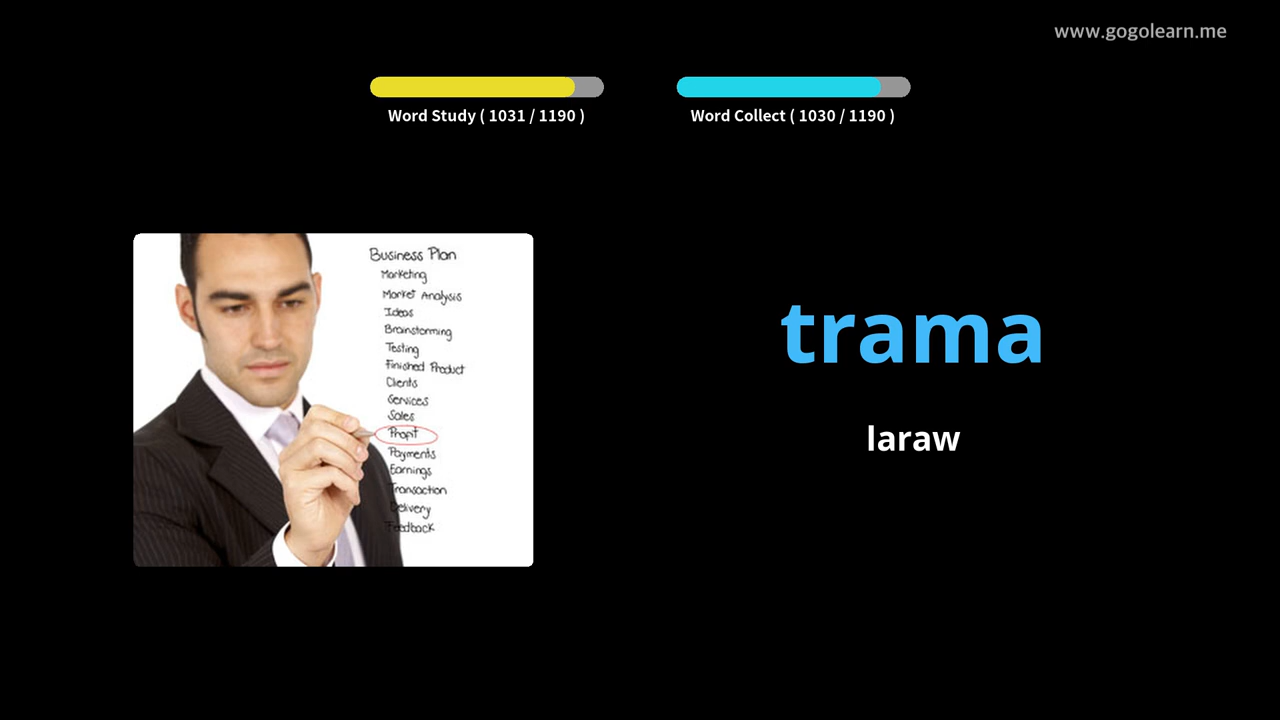 www.gogolearn.me
Word Study ( 1031 / 1190 )
Word Collect ( 1030 / 1190 )
Business Plan
Marketing
Market Analysis
Ideas
Brainstorming
Testing
Finished Product
Clients
Services
Sales
Profit
Payments
Earnings
Transaction
Delivery
Feedback
trama
laraw